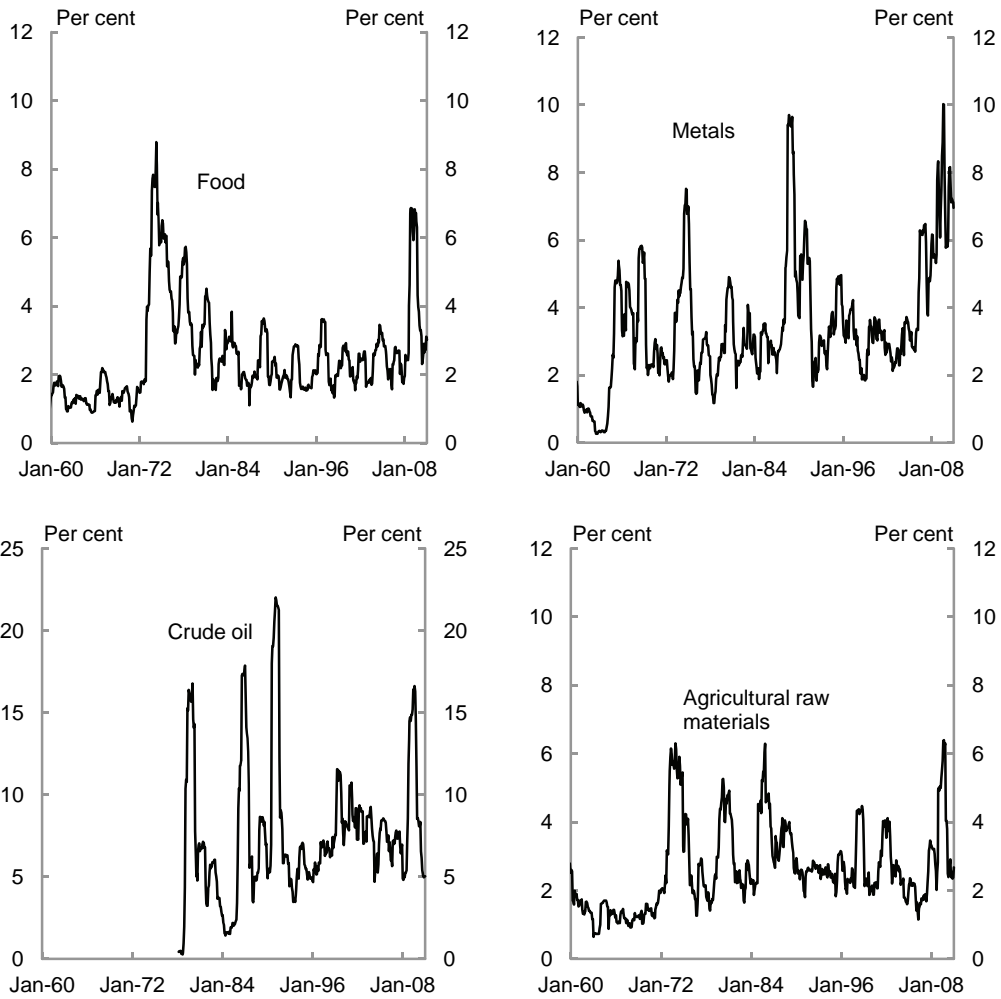 Per cent Per cent
12 12
10 10
8 8
6 6
4 4
2 2
0 0
Food
Jan-60 Jan-72 Jan-84 Jan-96 Jan-08
Per cent Per cent
12 12
10 10
8 8
6 6
4 4
2 2
0 0
Metals
Jan-60 Jan-72 Jan-84 Jan-96 Jan-08
Per cent Per cent
25 25
20 20
15 15
10 10
5 5
0 0
Crude oil
Jan-60 Jan-72 Jan-84 Jan-96 Jan-08
Per cent Per cent
12 12
10 10
8 8
6 6
4 4
2 2
0 0
Agricultural raw
materials
Jan-60 Jan-72 Jan-84 Jan-96 Jan-08